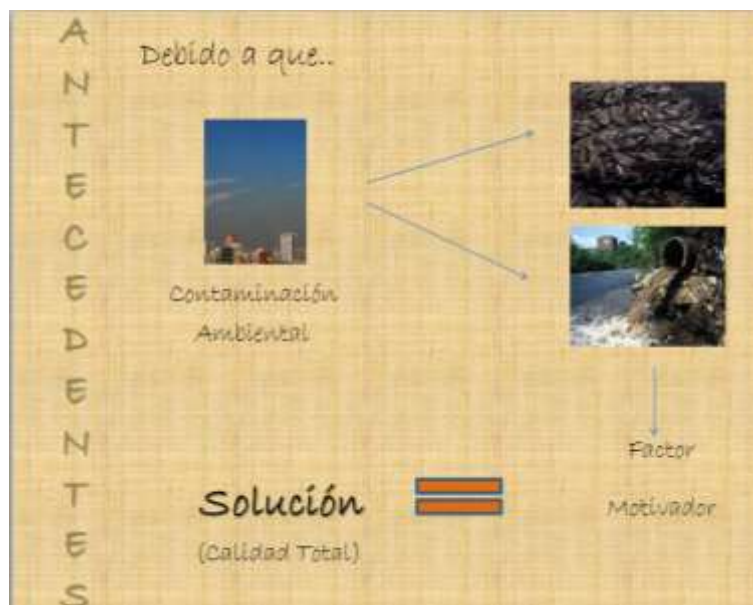 A
N
T
E
C
E
D
E
N
T
E
S
Debido a que..
Contaminación
Ambiental
Factor
Motivador
Solución
(Calidad Total)